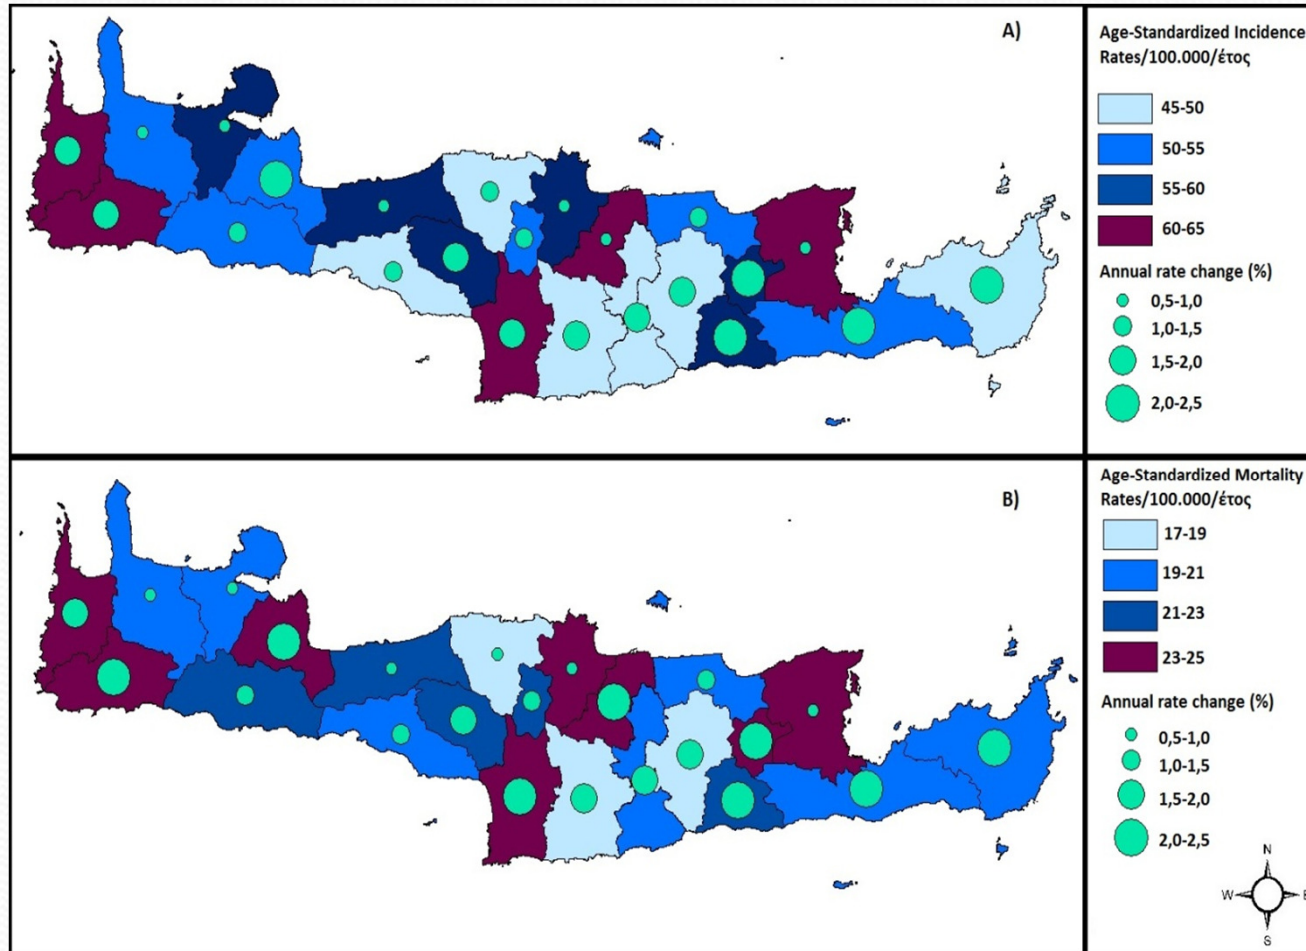 A)
Age-Standardized Incidence
Rates/100.000/έτος
45-50
50-55
55-60
60-65
Annual rate change (%)
0,5-1,0
1,0-1,5
1,5-2,0
2,0-2,5
B)
Age-Standardized Mortality
Rates/100.000/έτος
17-19
19-21
21-23
23-25
Annual rate change (%)
0,5-1,0
1,0-1,5
1,5-2,0
2,0-2,5
N
W E
S